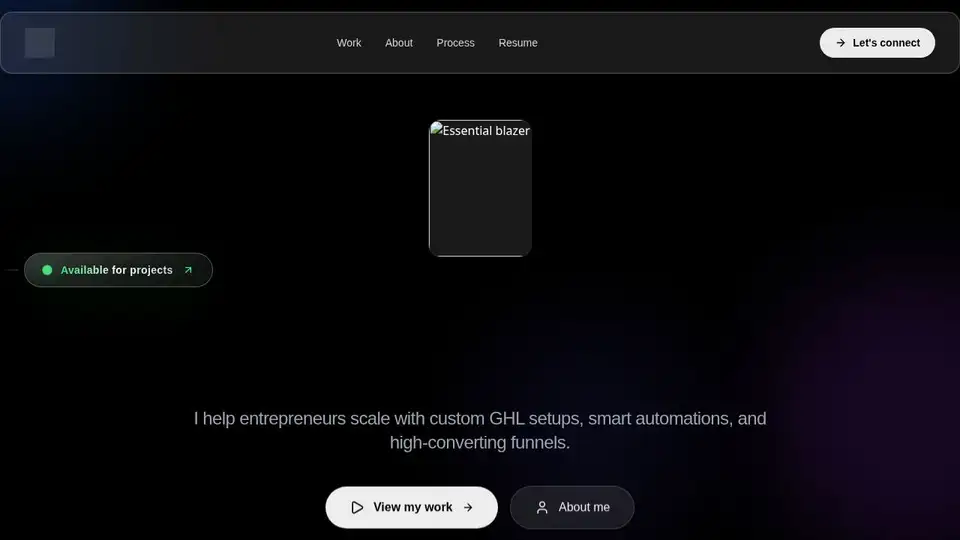 Work
About
Process
Resume
Let's connect
Essential blazer
Available for projects
I help entrepreneurs scale with custom GHL setups, smart automations, and
high-converting funnels.
View my work
About me